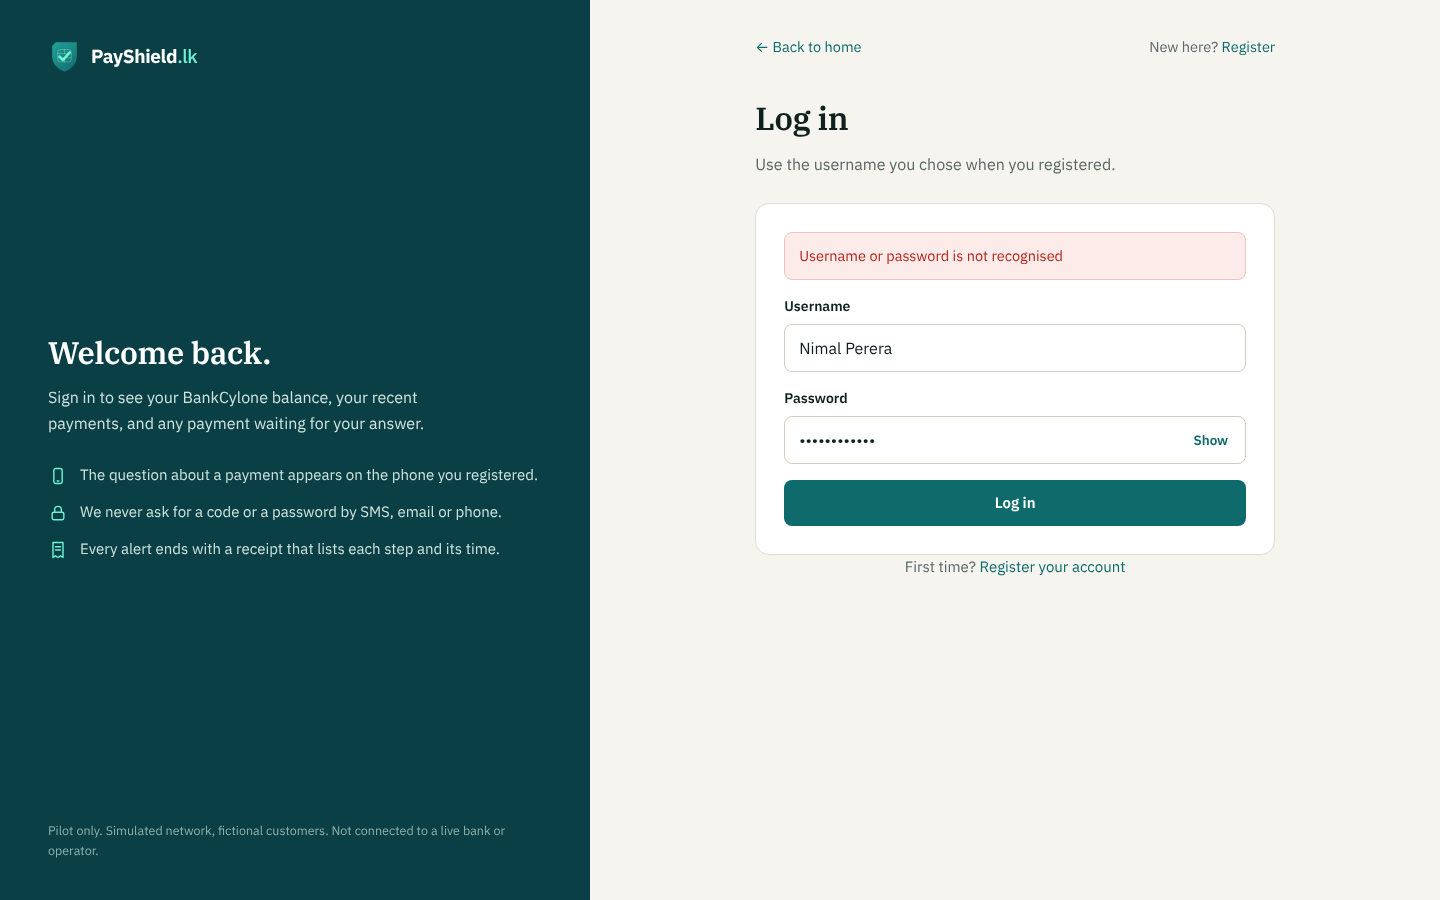 PayShield.lk
Welcome back.
Sign in to see your BankCylone balance, your recent
payments, and any payment waiting for your answer.
The question about a payment appears on the phone you registered.
We never ask for a code or a password by SMS, email or phone.
Every alert ends with a receipt that lists each step and its time.
Pilot only. Simulated network, fictional customers. Not connected to a live bank or
operator.
← Back to home
New here? Register
Log in
Use the username you chose when you registered.
Username or password is not recognised
Username
Nimal Perera
Password
••••••••••••
Show
Log in
First time? Register your account